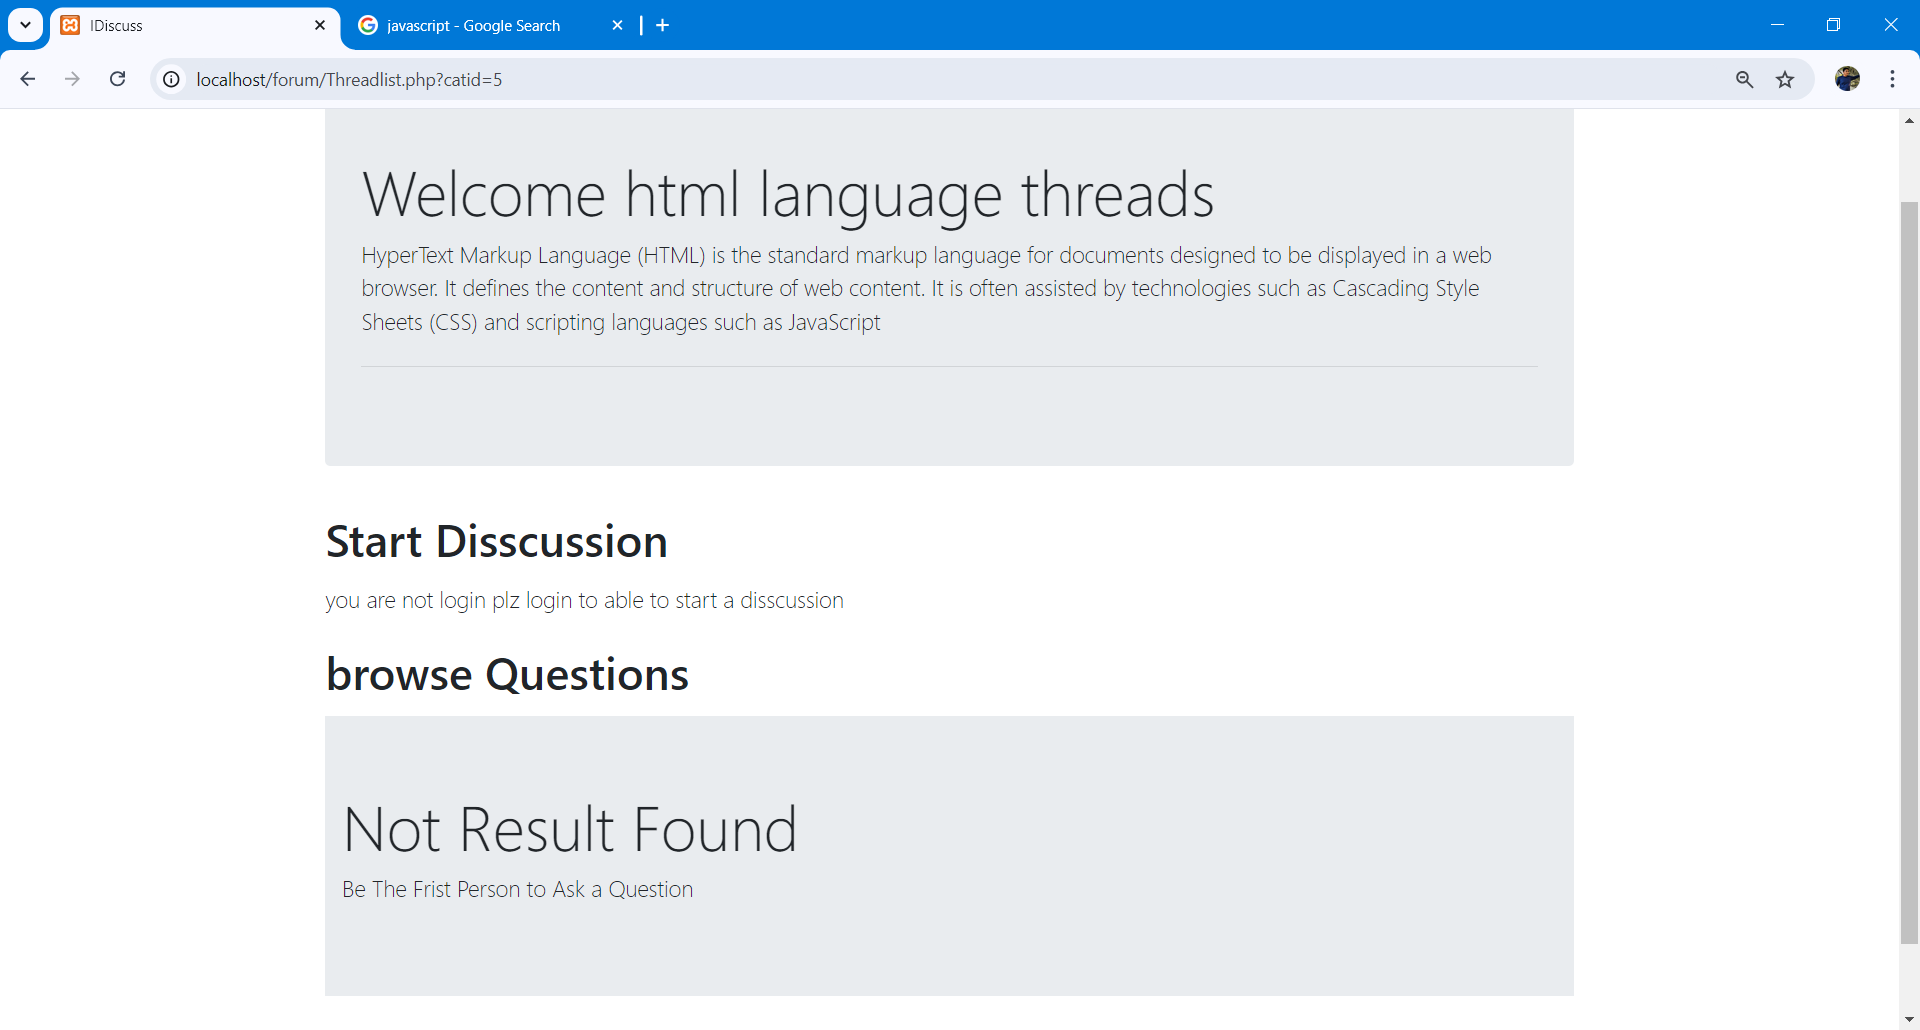 IDiscuss
javascript - Google Search
localhost/forum/Threadlist.php?catid=5
Welcome html language threads
HyperText Markup Language (HTML) is the standard markup language for documents designed to be displayed in a web
browser. It defines the content and structure of web content. It is often assisted by technologies such as Cascading Style
Sheets (CSS) and scripting languages such as JavaScript
Start Disscussion
you are not login plz login to able to start a disscussion
browse Questions
Not Result Found
Be The Frist Person to Ask a Question